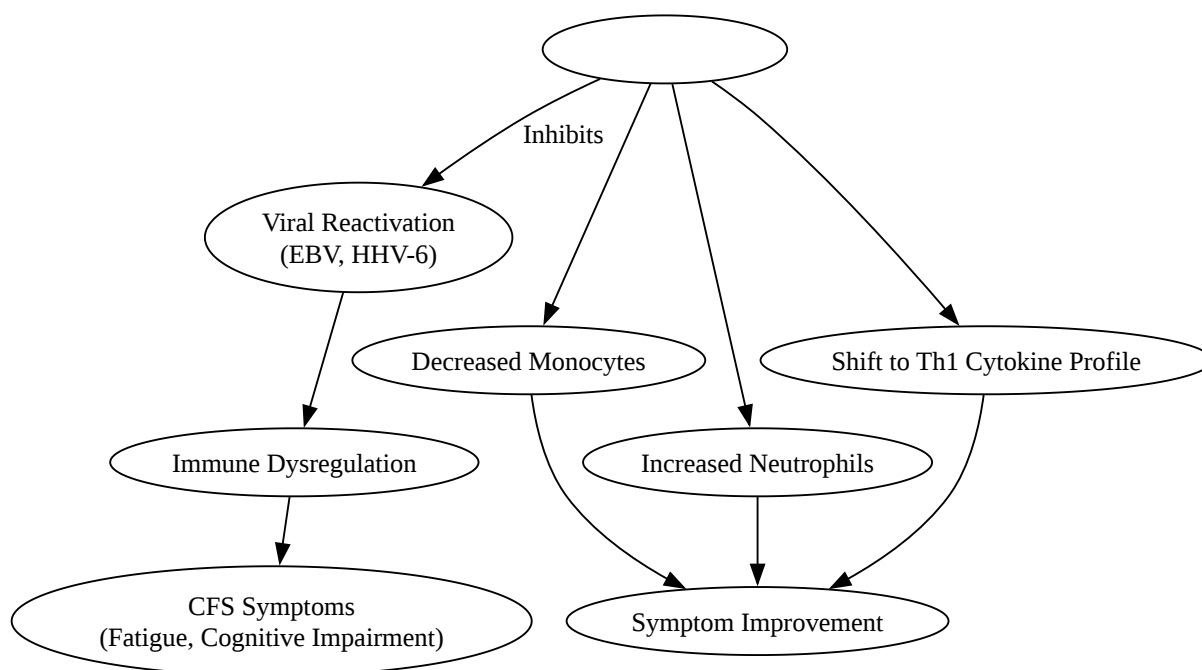 Inhibits
Viral Reactivation
(EBV, HHV-6)
Decreased Monocytes
Shift to Th1 Cytokine Profile
Immune Dysregulation
Increased Neutrophils
CFS Symptoms
(Fatigue, Cognitive Impairment)
Symptom Improvement